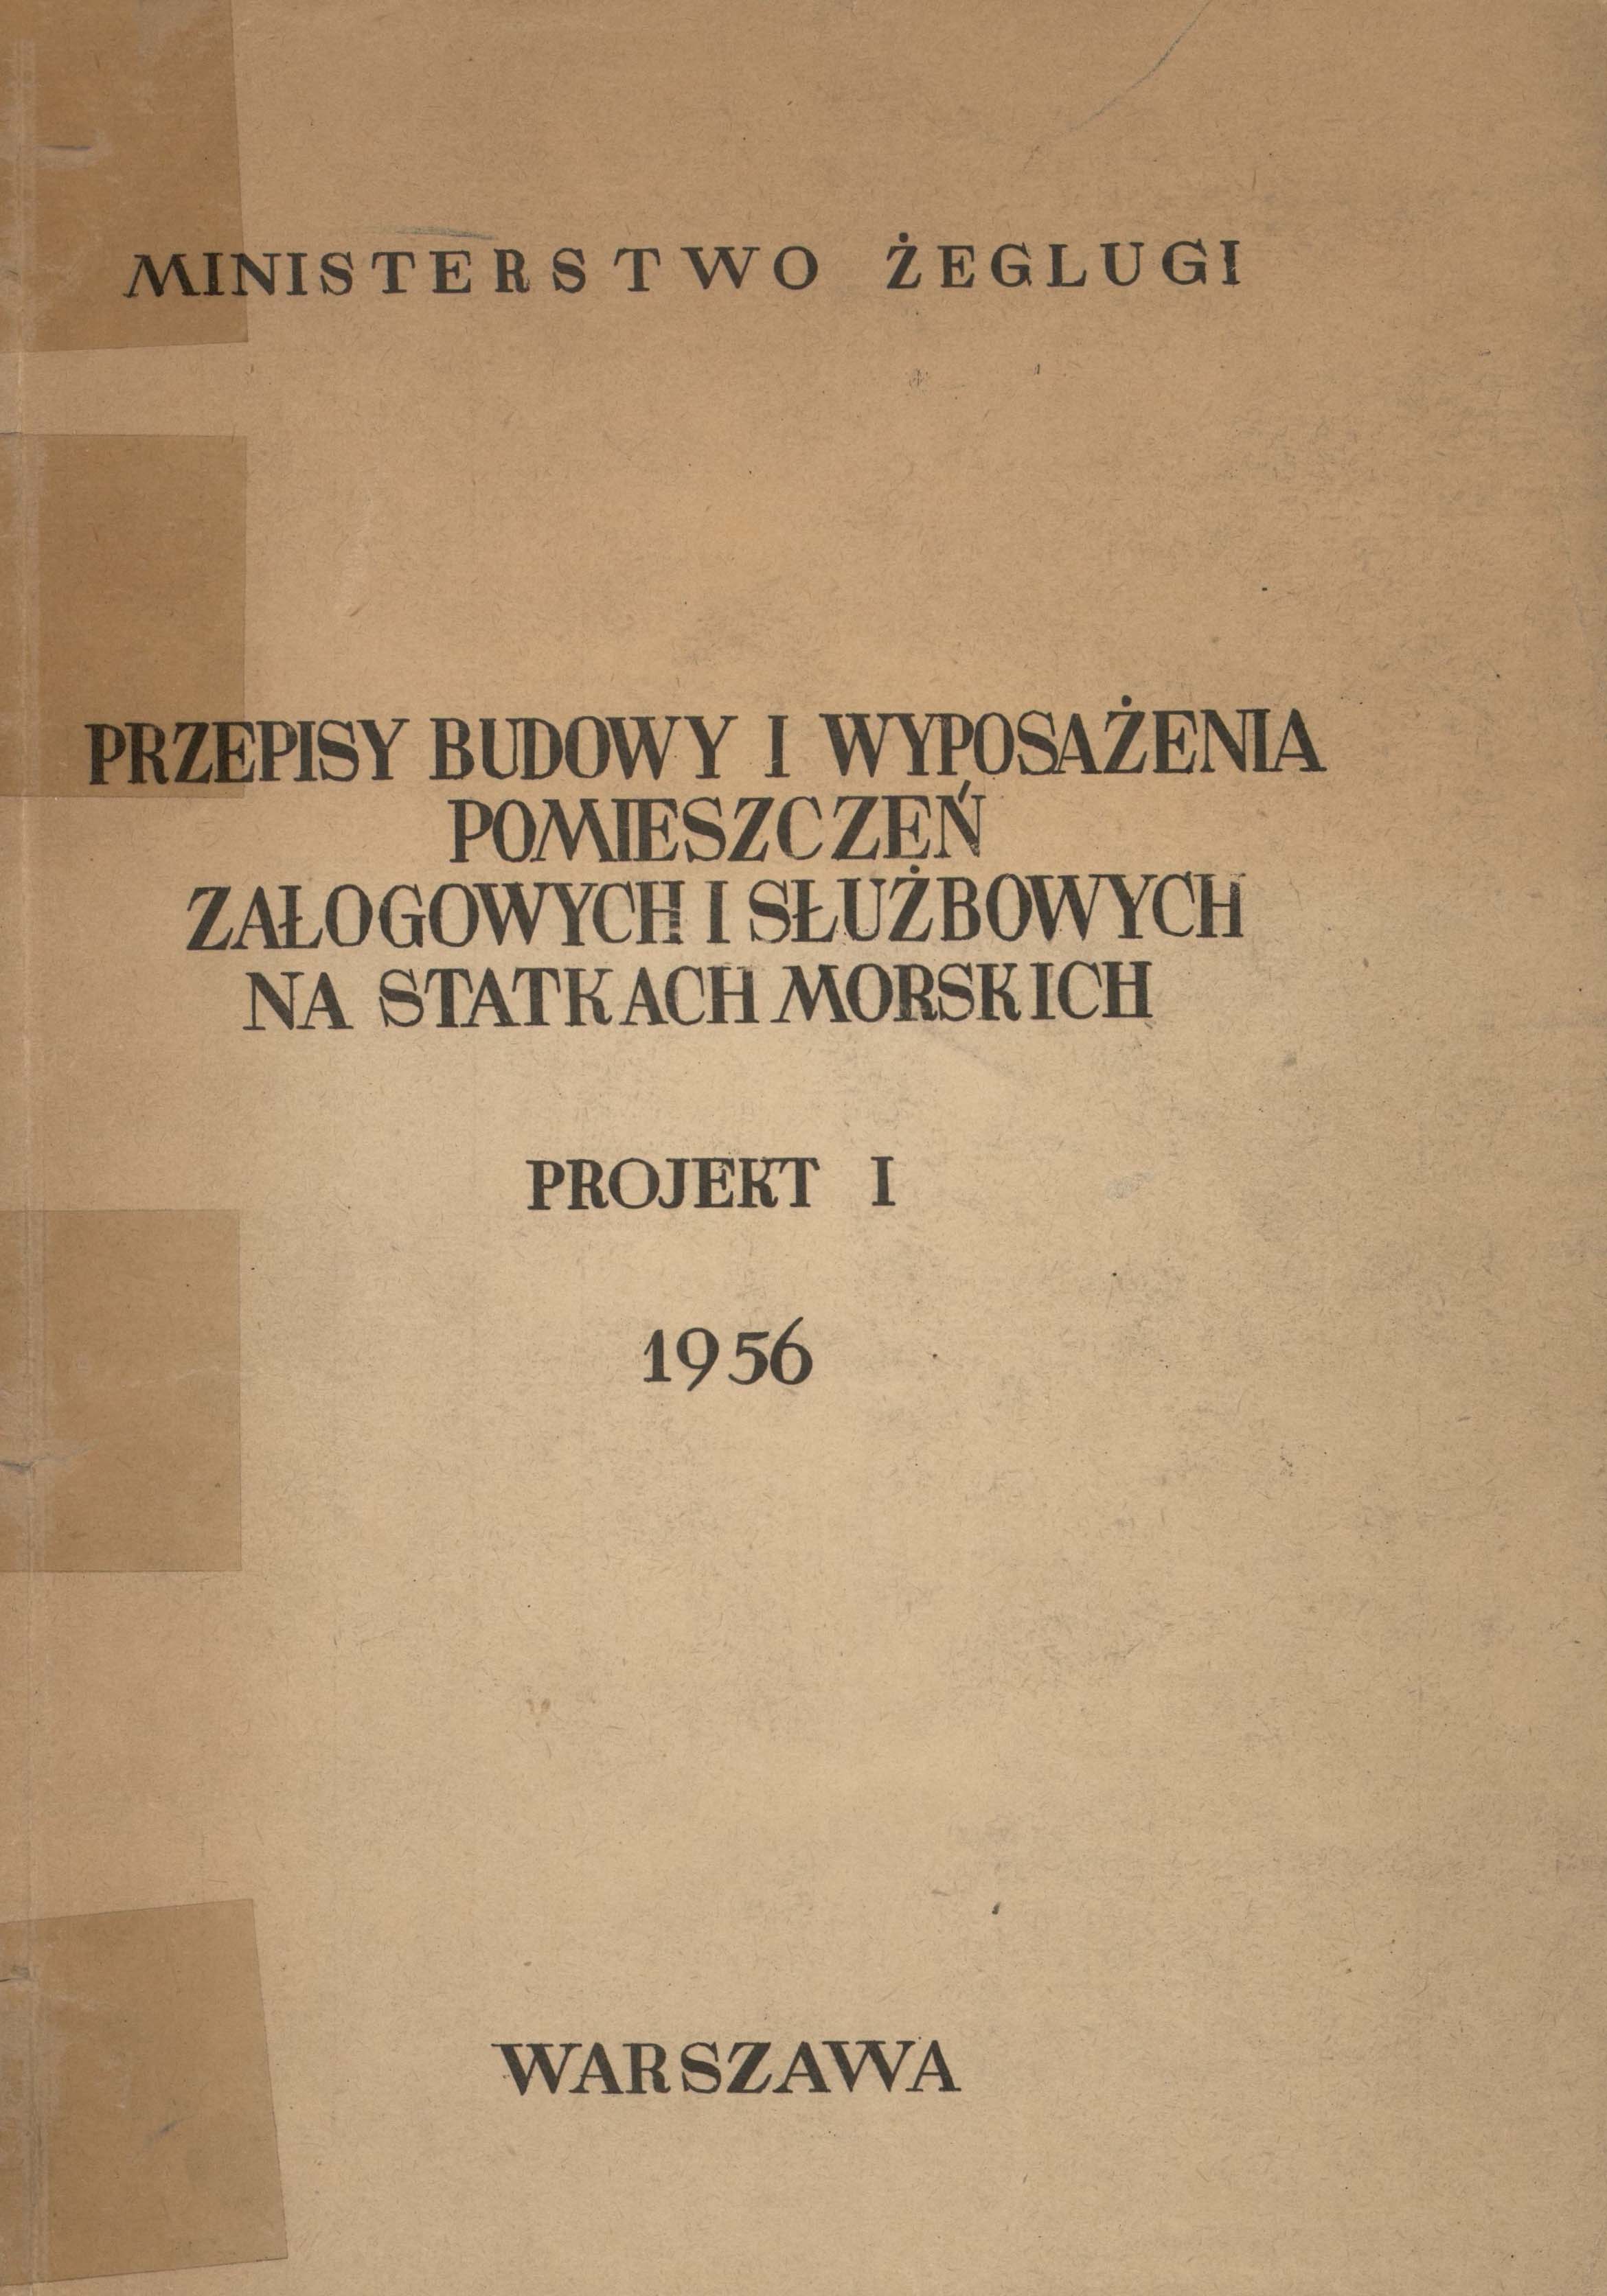 MINISTERSTWO ŻEGLUGI
PRZEPISY BUDOWY I WYPOSAŻENIA
POMIESZCZEŃ
ZAŁOGOWYCH I SŁUŻBOWYCH
NA STATKACH MORSKICH
PROJEKT I
1956
WARSZAWA